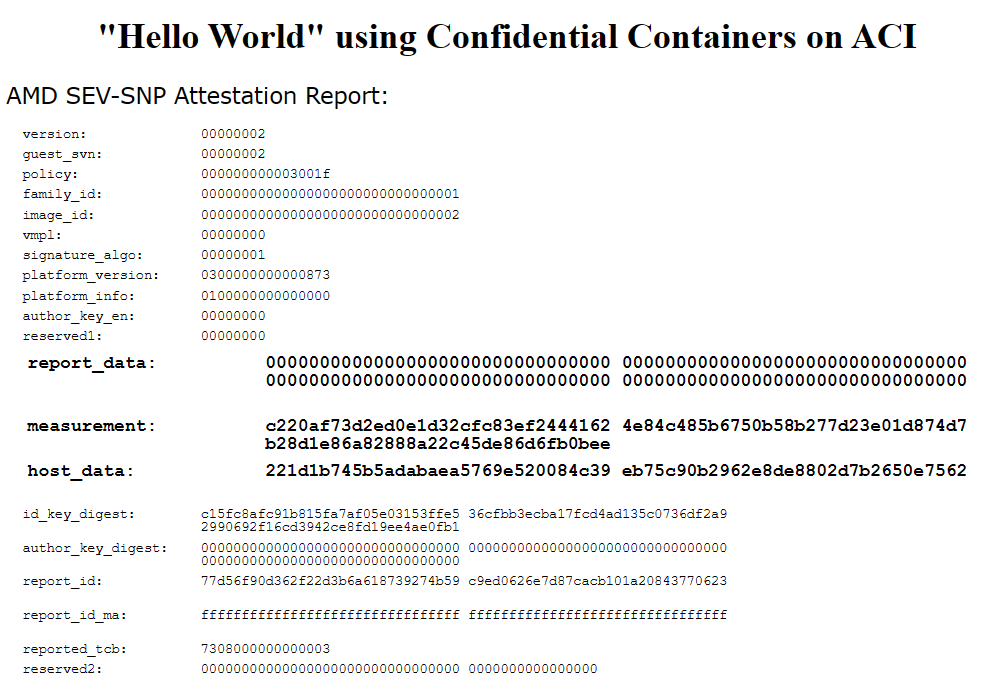 "Hello World" using Confidential Containers on ACI
AMD SEV-SNP Attestation Report:
version: 00000002
guest_svn: 00000002
policy: 000000000003001f
family_id: 00000000000000000000000000000001
image_id: 00000000000000000000000000000002
vmpl: 00000000
signature_algo: 00000001
platform_version: 0300000000000873
platform_info: 0100000000000000
author_key_en: 00000000
reserved1: 00000000
report_data: 00000000000000000000000000000000 00000000000000000000000000000000
00000000000000000000000000000000 00000000000000000000000000000000
measurement: c220af73d2ed0e1d32cfc83ef2444162 4e84c485b6750b58b277d23e01d874d7
b28d1e86a82888a22c45de86d6fb0bee
host_data: 221d1b745b5adabaea5769e520084c39 eb75c90b2962e8de8802d7b2650e7562
id_key_digest: c15fc8afc91b815fa7af05e03153ffe5 36cfbb3ecba17fcd4ad135c0736df2a9
2990692f16cd3942ce8fd19ee4ae0fb1
author_key_digest: 00000000000000000000000000000000 00000000000000000000000000000000
00000000000000000000000000000000
report_id: 77d56f90d362f22d3b6a618739274b59 c9ed0626e7d87cacb101a20843770623
report_id_ma: ffffffffffffffffffffffffffffffff ffffffffffffffffffffffffffffffff
reported_tcb: 7308000000000003
reserved2: 00000000000000000000000000000000 0000000000000000